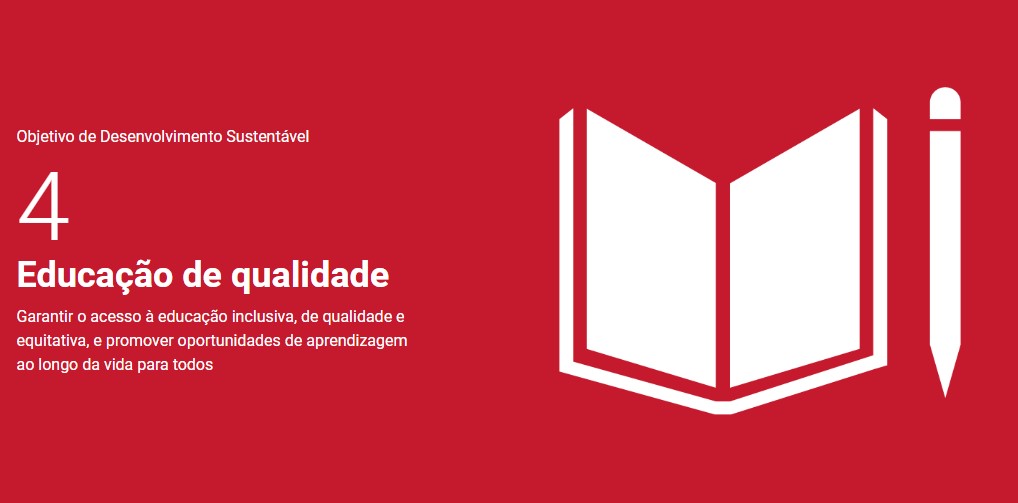 Objetivo de Desenvolvimento Sustentável
4
Educação de qualidade
Garantir o acesso à educação inclusiva, de qualidade e
equitativa, e promover oportunidades de aprendizagem
ao longo da vida para todos